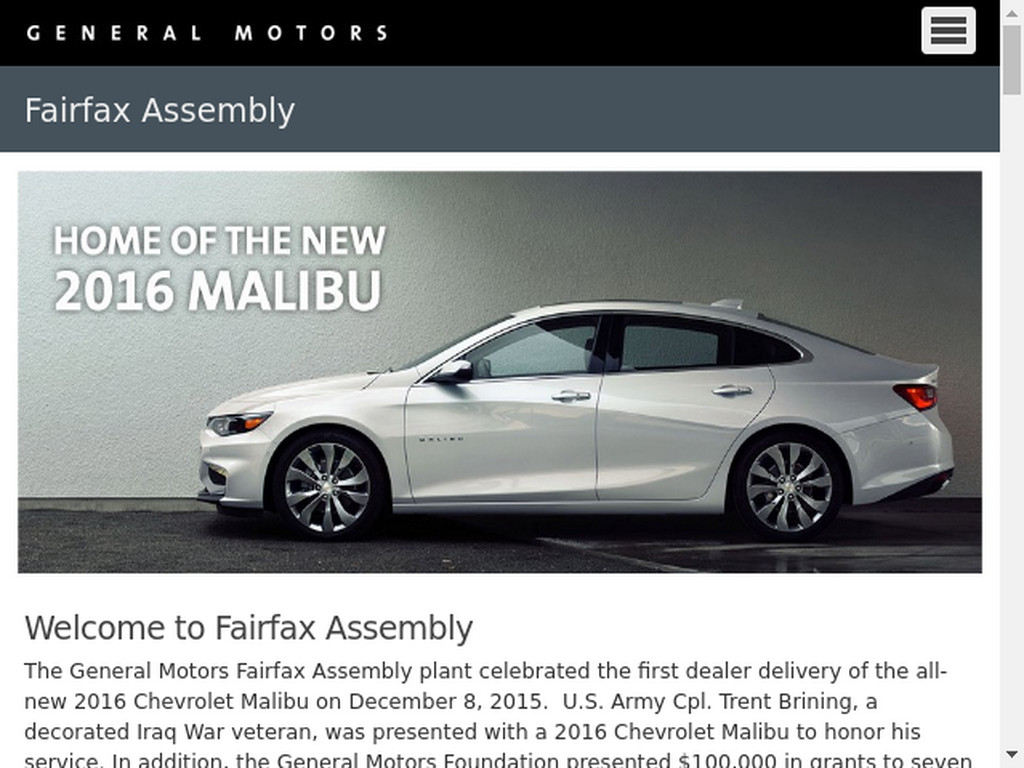 GENERAL MOTORS
Fairfax Assembly
HOME OF THE NEW
2016 MALIBU
MALIBU
Welcome to Fairfax Assembly
The General Motors Fairfax Assembly plant celebrated the first dealer delivery of the all-
new 2016 Chevrolet Malibu on December 8, 2015.  U.S. Army Cpl. Trent Brining, a
decorated Iraq War veteran, was presented with a 2016 Chevrolet Malibu to honor his
service. In addition, the General Motors Foundation presented $100,000 in grants to seven